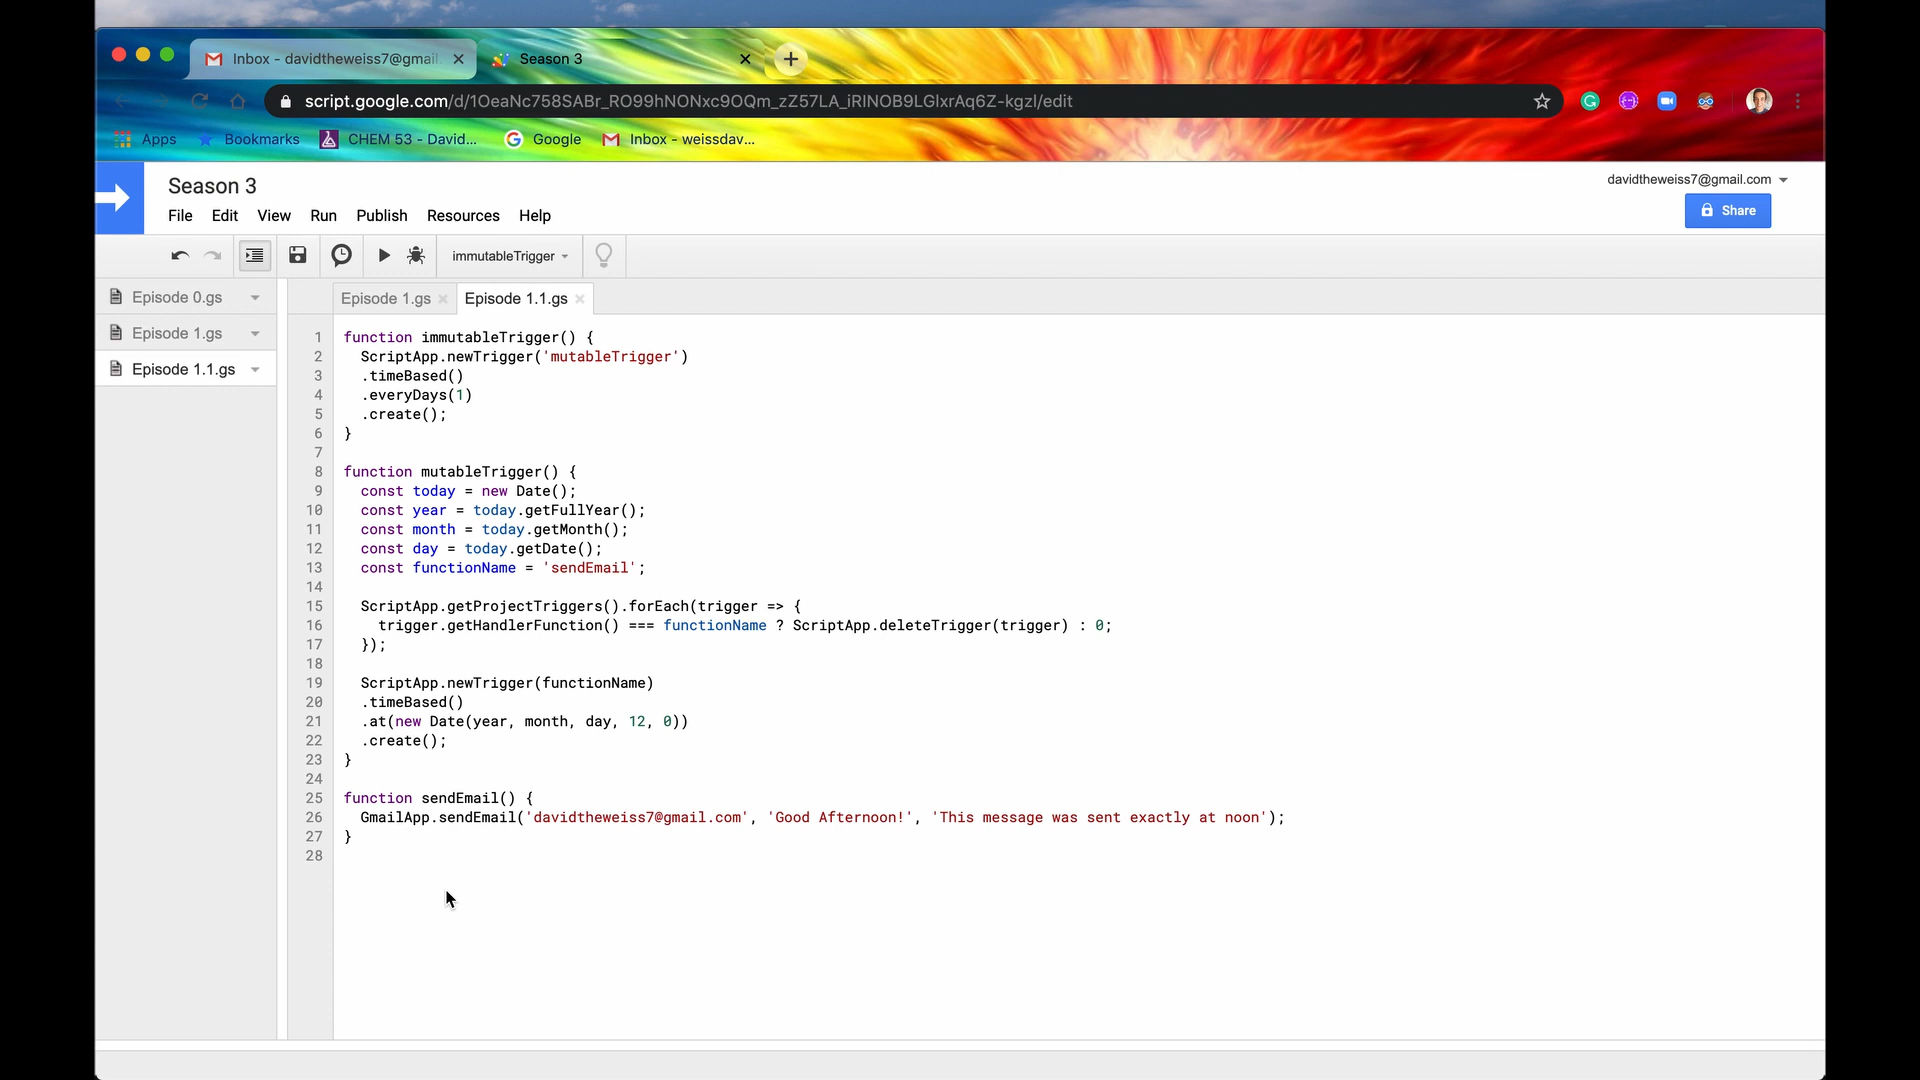 Inbox - davidtheweiss7@gmail.
Season 3
script.google.com/d/1OeaNc758SABr_RO99hNONxc9OQm_zZ57LA_iRINOB9LGlxrAq6Z-kgzl/edit
Apps
Bookmarks
CHEM 53 - David...
Google
Inbox - weissdav...
Season 3
davidtheweiss7@gmail.com
File Edit View Run Publish Resources Help
Share
immutableTrigger
Episode 0.gs
Episode 1.gs
Episode 1.1.gs
Episode 1.gs
Episode 1.1.gs
1 function immutableTrigger() {
2 ScriptApp.newTrigger('mutableTrigger')
3 .timeBased()
4 .everyDays(1)
5 .create();
6 }
7
8 function mutableTrigger() {
9 const today = new Date();
10 const year = today.getFullYear();
11 const month = today.getMonth();
12 const day = today.getDate();
13 const functionName = 'sendEmail';
14
15 ScriptApp.getProjectTriggers().forEach(trigger => {
16 trigger.getHandlerFunction() === functionName ? ScriptApp.deleteTrigger(trigger) : 0;
17 });
18
19 ScriptApp.newTrigger(functionName)
20 .timeBased()
21 .at(new Date(year, month, day, 12, 0))
22 .create();
23 }
24
25 function sendEmail() {
26 GmailApp.sendEmail('davidtheweiss7@gmail.com', 'Good Afternoon!', 'This message was sent exactly at noon');
27 }
28